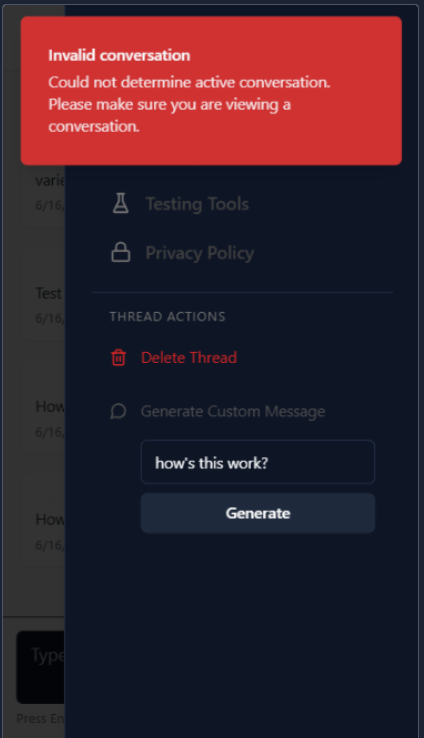 Invalid conversation
Could not determine active conversation.
Please make sure you are viewing a
conversation.
varie
6/16,
Testing Tools
Privacy Policy
Test
6/16,
THREAD ACTIONS
Delete Thread
How
6/16,
Generate Custom Message
how's this work?
Generate
How
6/16,
Type
Press En